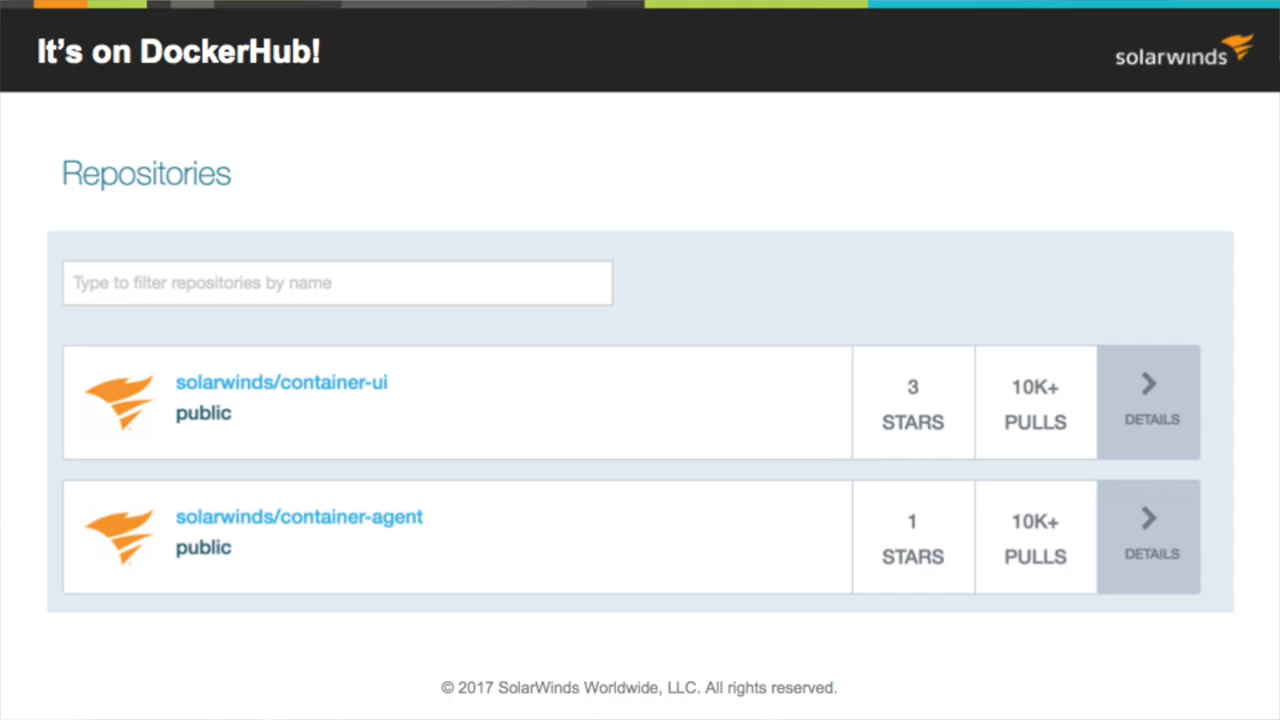 It's on DockerHub!
solarwinds
Repositories
Type to filter repositories by name
solarwinds/container-ui
public
3
STARS
10K+
PULLS
DETAILS
solarwinds/container-agent
public
1
STARS
10K+
PULLS
DETAILS
© 2017 SolarWinds Worldwide, LLC. All rights reserved.